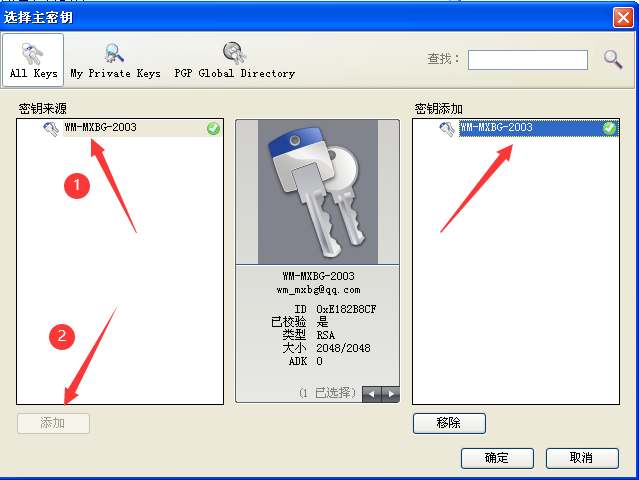 选择主密钥
All Keys
My Private Keys
PGP Global Directory
查找：
密钥来源
WM-MXBG-2003
1
2
添加
WM-MXBG-2003
wm_mxbg@qq.com
ID 0xE182B8CF
已校验 是
类型 RSA
大小 2048/2048
ADK 0
(1 已选择)
密钥添加
WM-MXBG-2003
移除
确定
取消